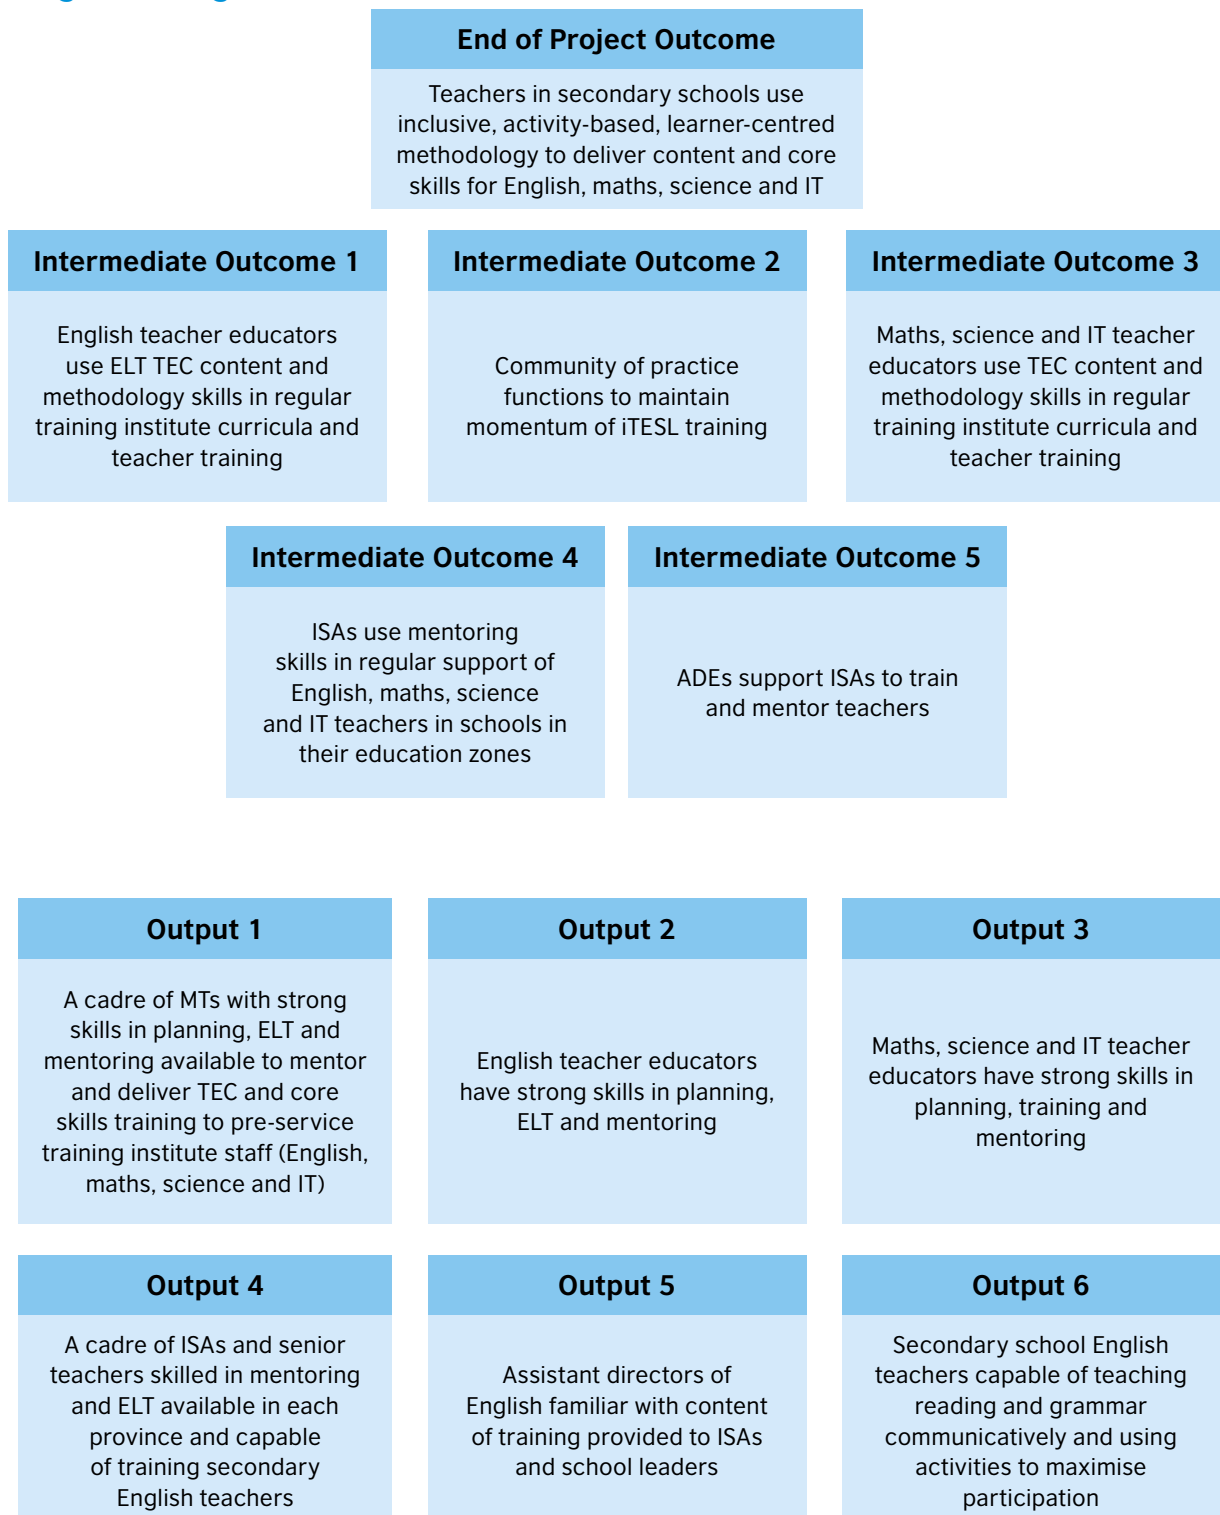 End of Project Outcome
Teachers in secondary schools use
inclusive, activity-based, learner-centred
methodology to deliver content and core
skills for English, maths, science and IT
Intermediate Outcome 1
English teacher educators
use ELT TEC content and
methodology skills in regular
training institute curricula and
teacher training
Intermediate Outcome 2
Community of practice
functions to maintain
momentum of iTESL training
Intermediate Outcome 3
Maths, science and IT teacher
educators use TEC content and
methodology skills in regular
training institute curricula and
teacher training
Intermediate Outcome 4
ISAs use mentoring
skills in regular support of
English, maths, science
and IT teachers in schools in
their education zones
Intermediate Outcome 5
ADEs support ISAs to train
and mentor teachers
Output 1
A cadre of MTs with strong
skills in planning, ELT and
mentoring available to mentor
and deliver TEC and core
skills training to pre-service
training institute staff (English,
maths, science and IT)
Output 2
English teacher educators
have strong skills in planning,
ELT and mentoring
Output 3
Maths, science and IT teacher
educators have strong skills in
planning, training and
mentoring
Output 4
A cadre of ISAs and senior
teachers skilled in mentoring
and ELT available in each
province and capable
of training secondary
English teachers
Output 5
Assistant directors of
English familiar with content
of training provided to ISAs
and school leaders
Output 6
Secondary school English
teachers capable of teaching
reading and grammar
communicatively and using
activities to maximise
participation